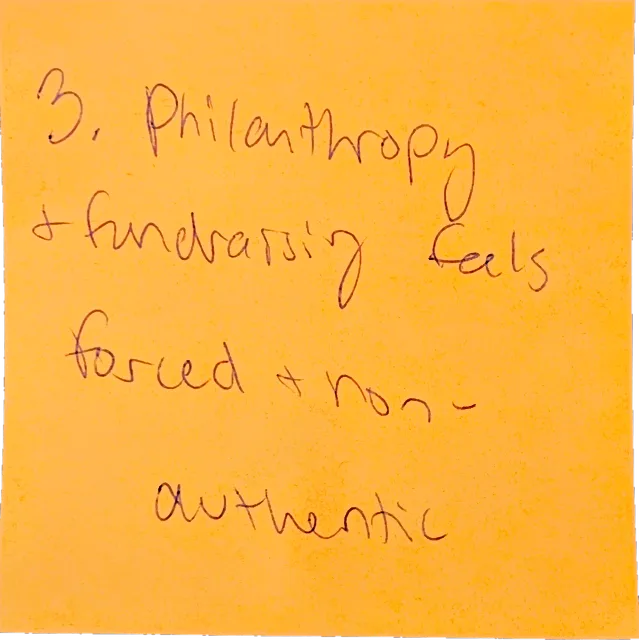 3. Philanthropy
+ fundraising feels
forced + non-
authentic